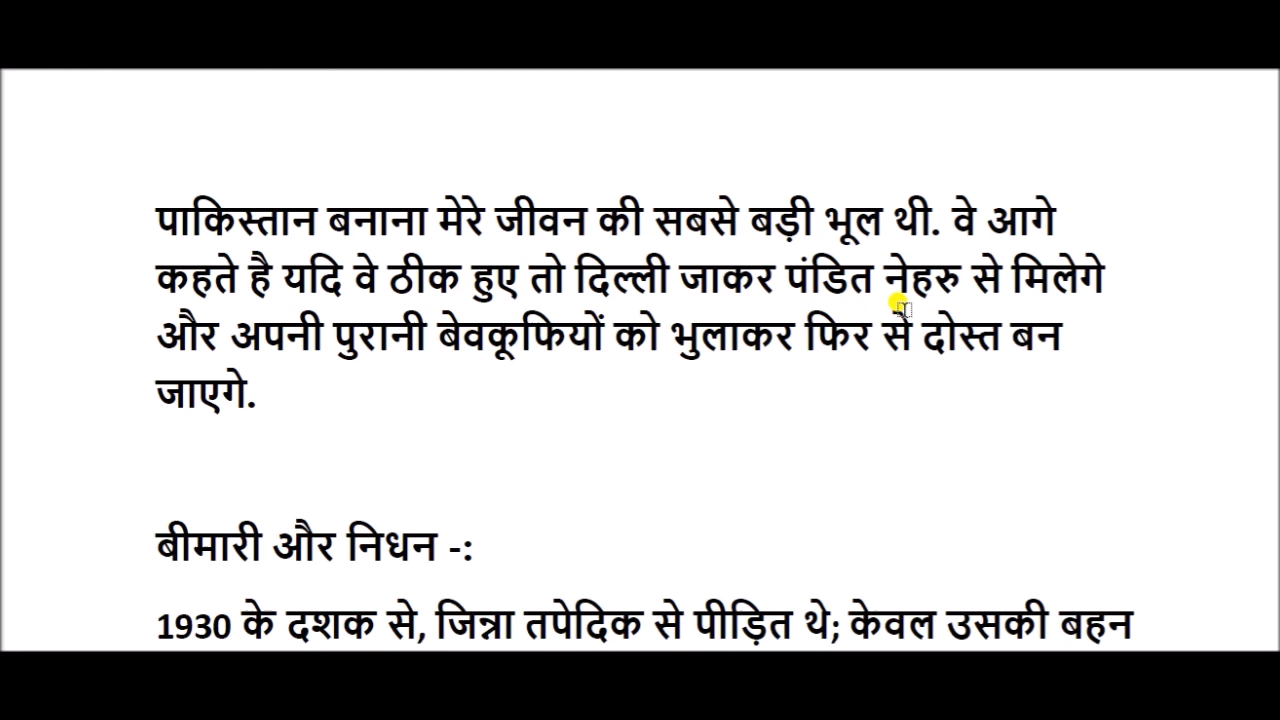 पाकिस्तान बनाना मेरे जीवन की सबसे बड़ी भूल थी. वे आगे
कहते है यदि वे ठीक हुए तो दिल्ली जाकर पंडित नेहरु से मिलेगे
और अपनी पुरानी बेवकूफियों को भुलाकर फिर से दोस्त बन
जाएगे.
बीमारी और निधन -:
1930 के दशक से, जिन्ना तपेदिक से पीड़ित थे; केवल उसकी बहन